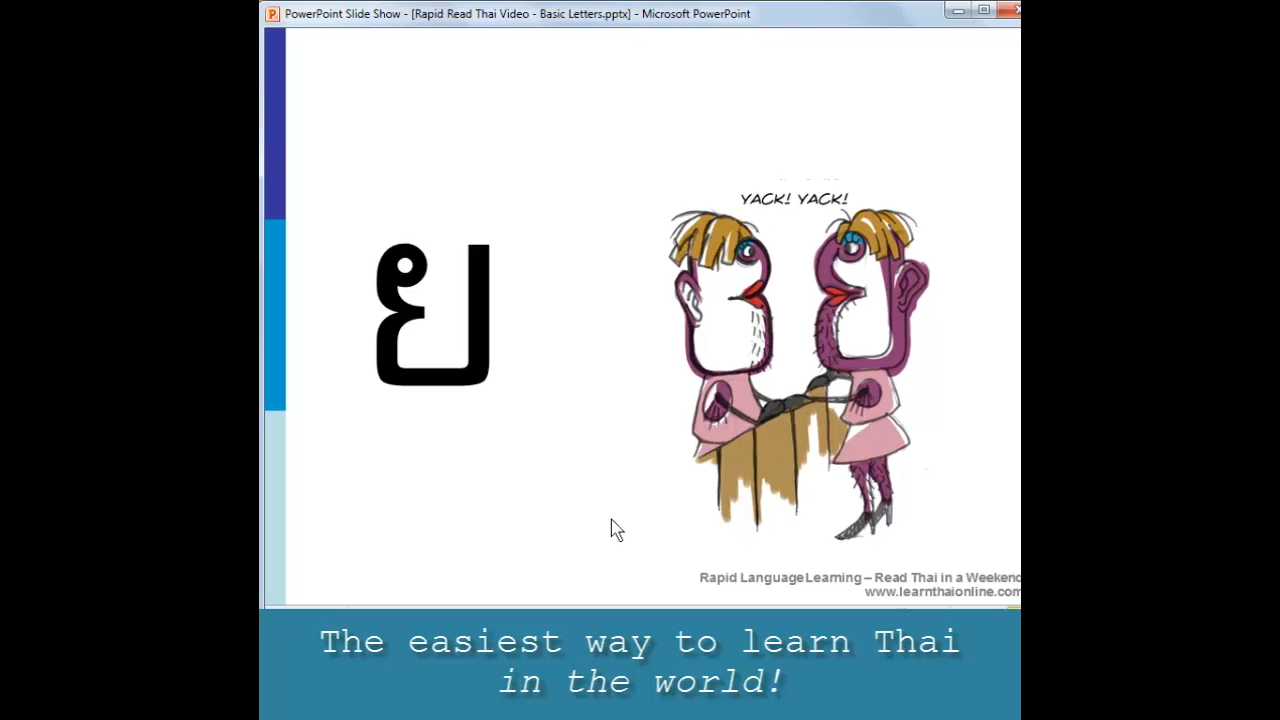 PowerPoint Slide Show - [Rapid Read Thai Video - Basic Letters.pptx] - Microsoft PowerPoint
YACK! YACK!
ย
Rapid Language Learning – Read Thai in a Weekend
www.learnthaionline.com
The easiest way to learn Thai
in the world!